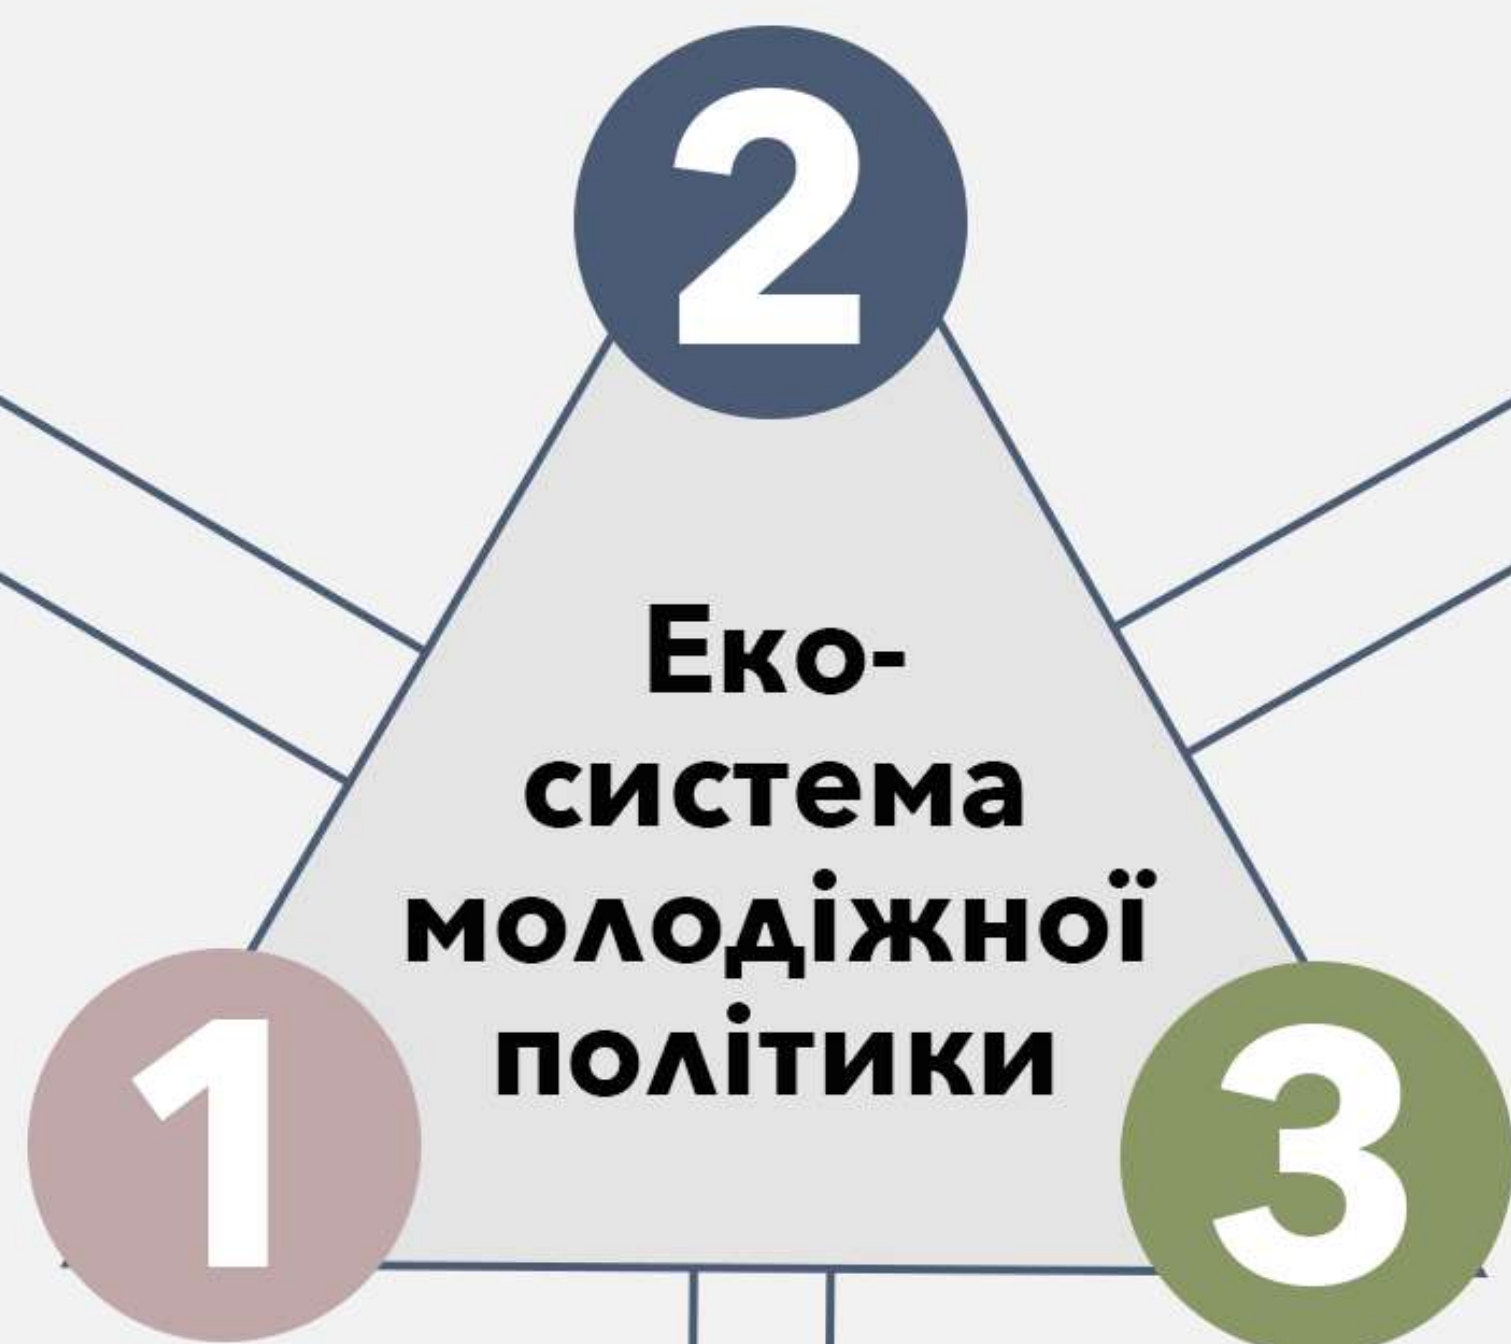 2
Еко-
система
молодіжної
політики
1
3